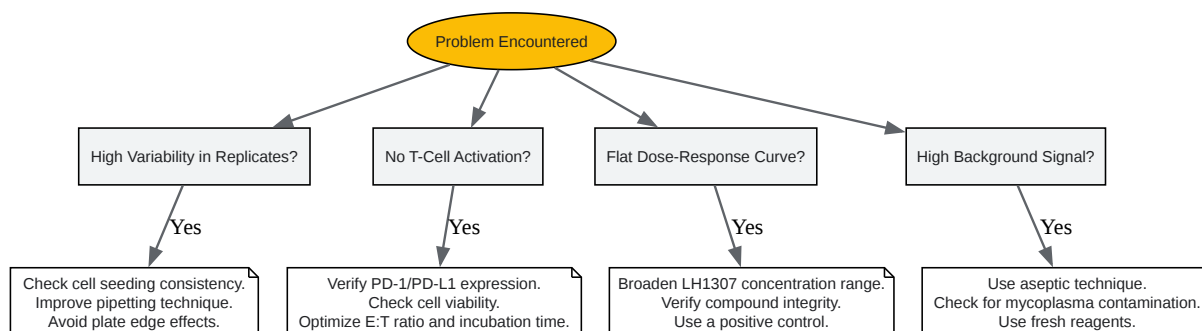 Problem Encountered
High Variability in Replicates?
No T-Cell Activation?
Flat Dose-Response Curve?
High Background Signal?
Yes
Yes
Yes
Yes
Check cell seeding consistency.
Improve pipetting technique.
Avoid plate edge effects.
Verify PD-1/PD-L1 expression.
Check cell viability.
Optimize E:T ratio and incubation time.
Broaden LH1307 concentration range.
Verify compound integrity.
Use a positive control.
Use aseptic technique.
Check for mycoplasma contamination.
Use fresh reagents.